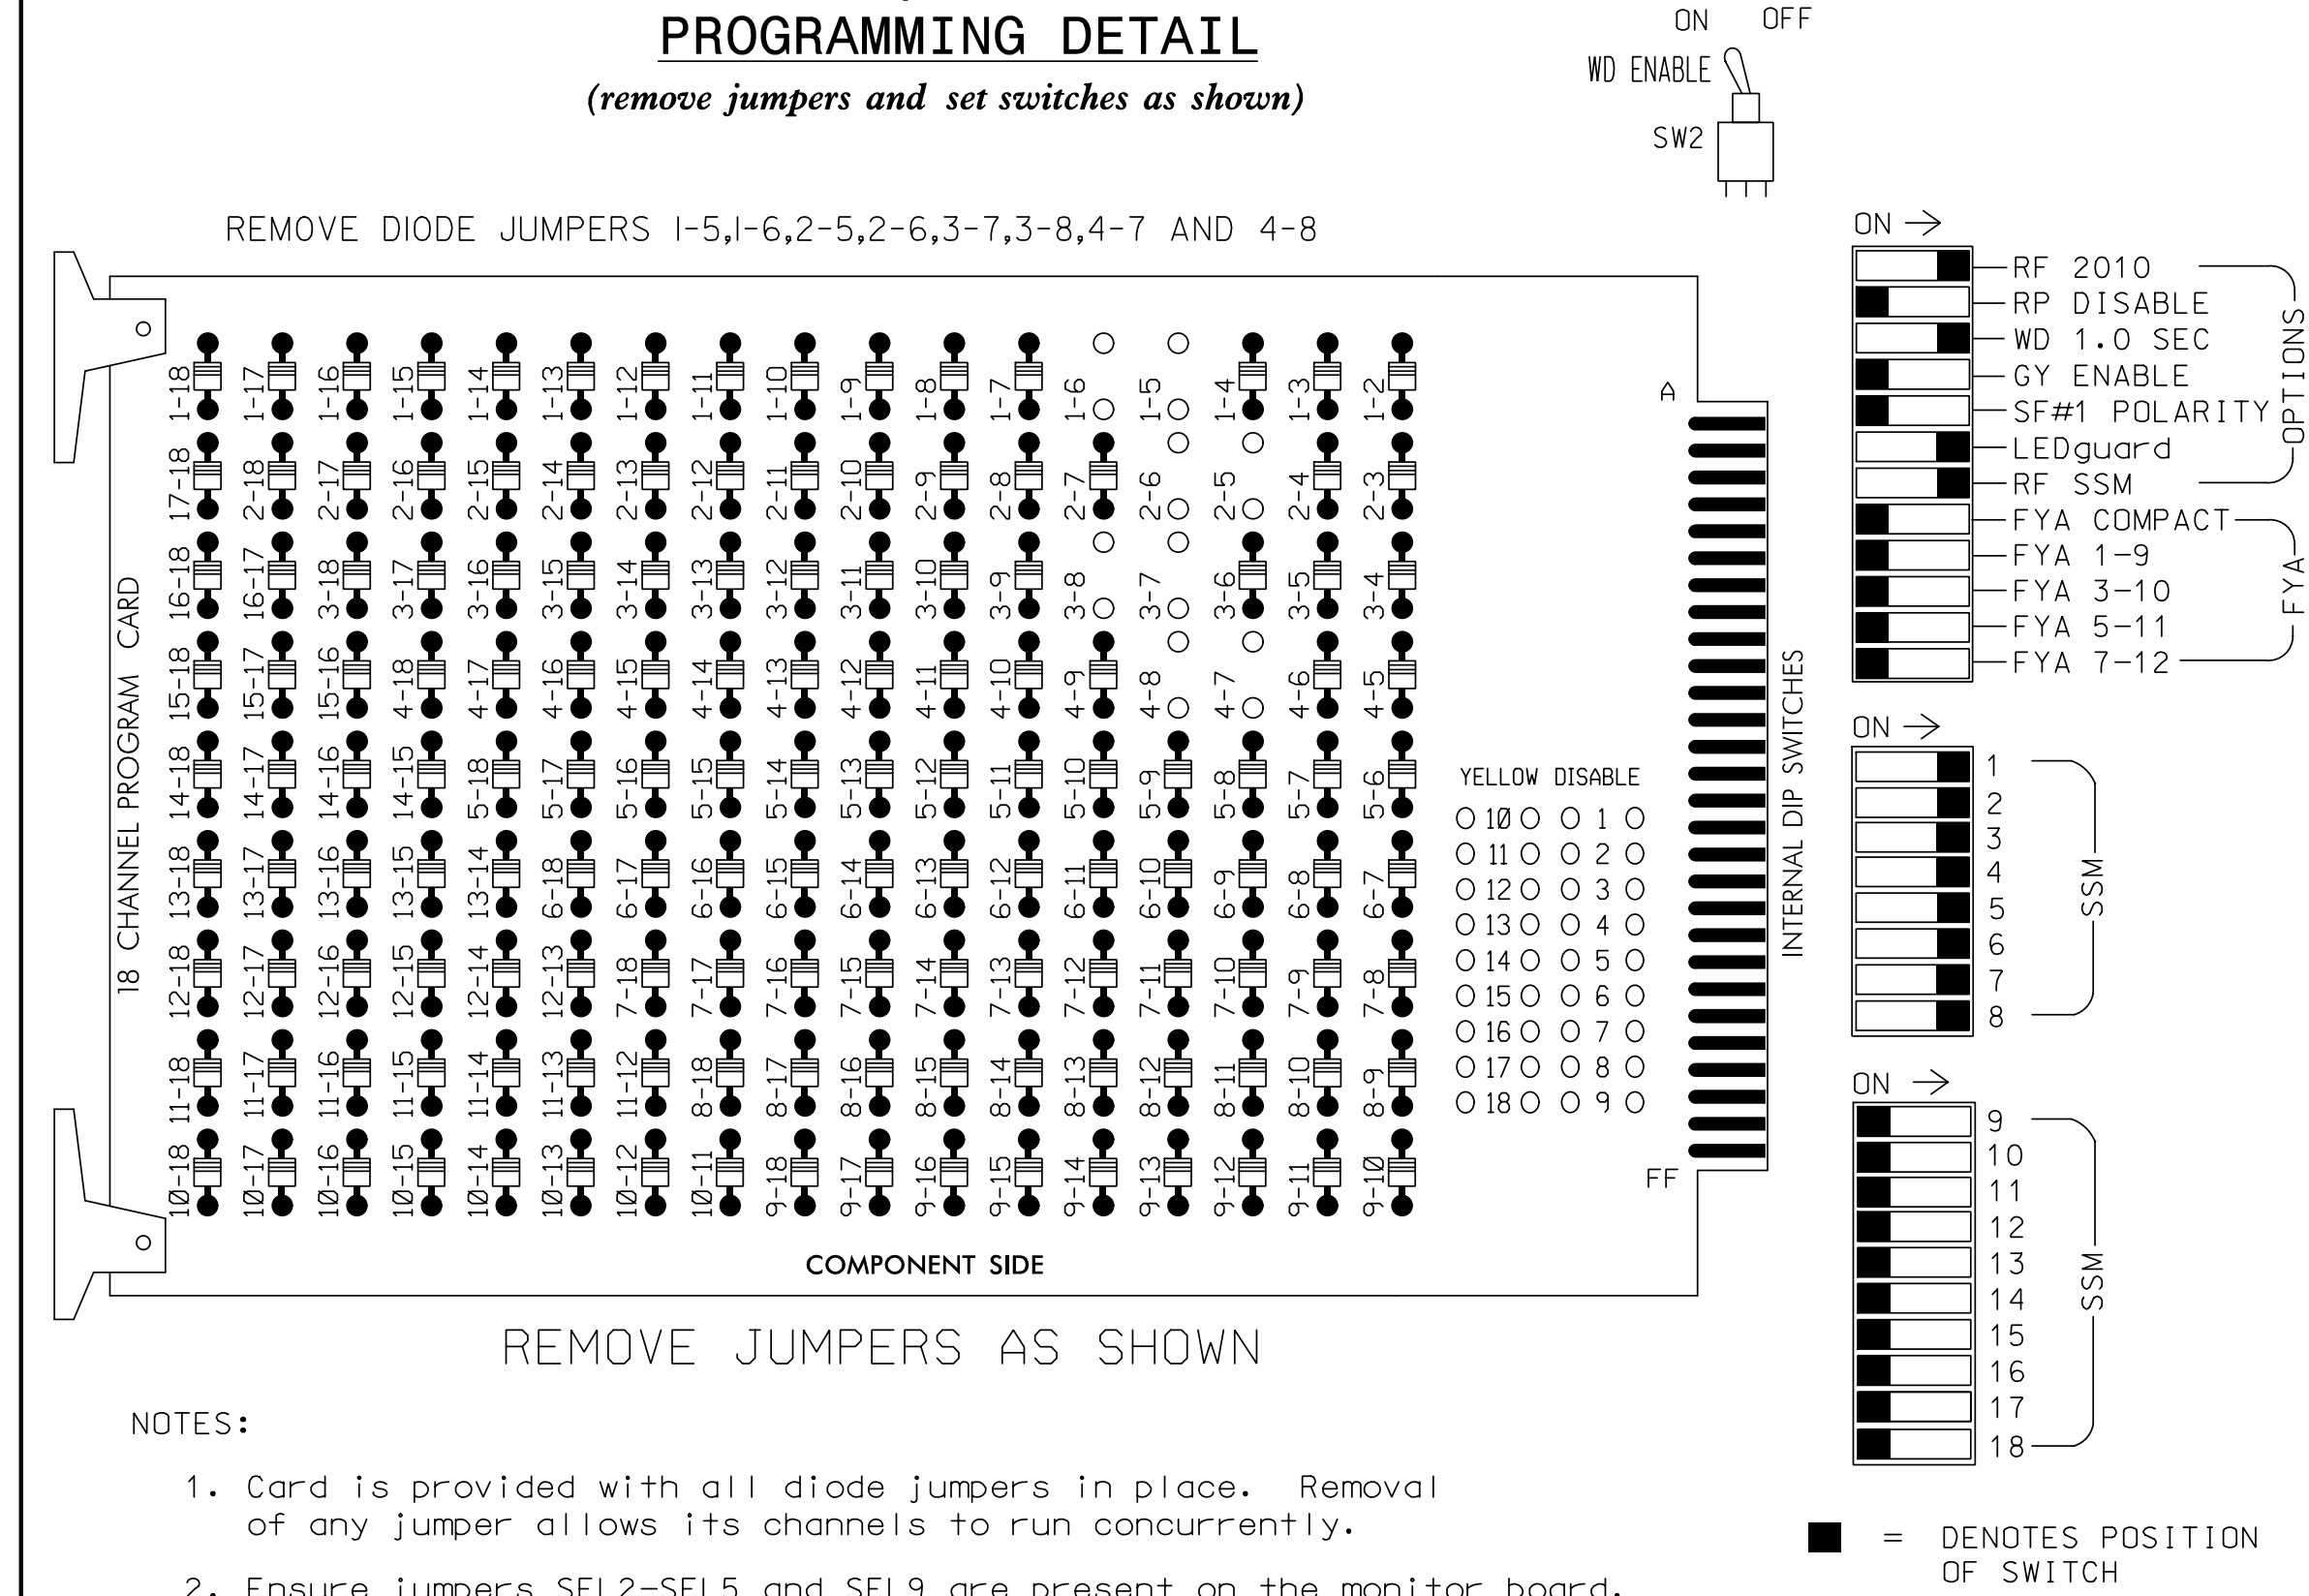 PROGRAMMING DETAIL
(remove jumpers and set switches as shown)
ON OFF
WD ENABLE
SW2
REMOVE DIODE JUMPERS 1-5,1-6,2-5,2-6,3-7,3-8,4-7 AND 4-8
18 CHANNEL PROGRAM CARD
1-18 1-17 1-16 1-15 1-14 1-13 1-12 1-11 1-10 1-9 1-8 1-7 1-6 1-5 1-4 1-3 1-2
17-18 2-18 2-17 2-16 2-15 2-14 2-13 2-12 2-11 2-10 2-9 2-8 2-7 2-6 2-5 2-4 2-3
16-18 16-17 3-18 3-17 3-16 3-15 3-14 3-13 3-12 3-11 3-10 3-9 3-8 3-7 3-6 3-5 3-4
15-18 15-17 15-16 4-18 4-17 4-16 4-15 4-14 4-13 4-12 4-11 4-10 4-9 4-8 4-7 4-6 4-5
14-18 14-17 14-16 14-15 5-18 5-17 5-16 5-15 5-14 5-13 5-12 5-11 5-10 5-9 5-8 5-7 5-6
13-18 13-17 13-16 13-15 13-14 6-18 6-17 6-16 6-15 6-14 6-13 6-12 6-11 6-10 6-9 6-8 6-7
12-18 12-17 12-16 12-15 12-14 12-13 7-18 7-17 7-16 7-15 7-14 7-13 7-12 7-11 7-10 7-9 7-8
11-18 11-17 11-16 11-15 11-14 11-13 11-12 8-18 8-17 8-16 8-15 8-14 8-13 8-12 8-11 8-10 8-9
10-18 10-17 10-16 10-15 10-14 10-13 10-12 10-11 9-18 9-17 9-16 9-15 9-14 9-13 9-12 9-11 9-10
A
YELLOW DISABLE
10 1
11 2
12 3
13 4
14 5
15 6
16 7
17 8
18 9
FF
COMPONENT SIDE
INTERNAL DIP SWITCHES
ON
RF 2010
RP DISABLE
WD 1.0 SEC
GY ENABLE
SF#1 POLARITY
LEDguard
RF SSM
OPTIONS
FYA COMPACT
FYA 1-9
FYA 3-10
FYA 5-11
FYA 7-12
FYA
ON
1
2
3
4
5
6
7
8
SSM
ON
9
10
11
12
13
14
15
16
17
18
SSM
REMOVE JUMPERS AS SHOWN
NOTES:
1. Card is provided with all diode jumpers in place. Removal
of any jumper allows its channels to run concurrently.
2. Ensure jumpers SEL2-SEL5 and SEL9 are present on the monitor board.
= DENOTES POSITION
OF SWITCH